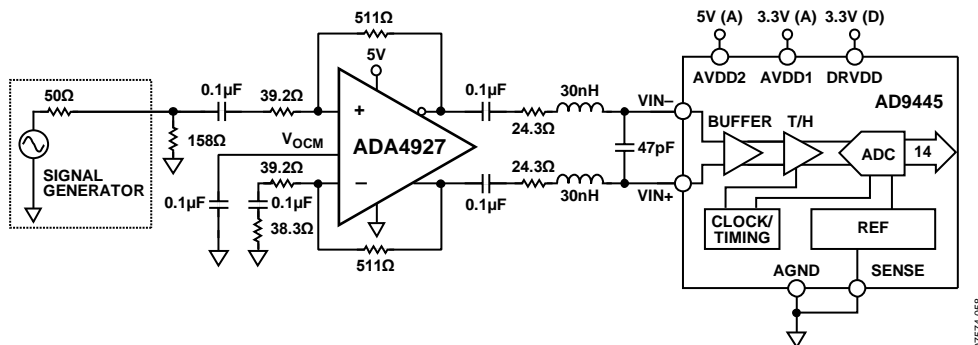 511Ω
5V (A)
3.3V (A)
3.3V (D)
5V
AVDD2
AVDD1
DRVDD
50Ω
0.1µF
39.2Ω
+
0.1µF
24.3Ω
30nH
VIN–
AD9445
BUFFER
T/H
ADC
14
158Ω
VOCM
ADA4927
47pF
SIGNAL
GENERATOR
39.2Ω
–
24.3Ω
30nH
VIN+
0.1µF
0.1µF
0.1µF
38.3Ω
CLOCK/
TIMING
REF
511Ω
AGND
SENSE
07574-058